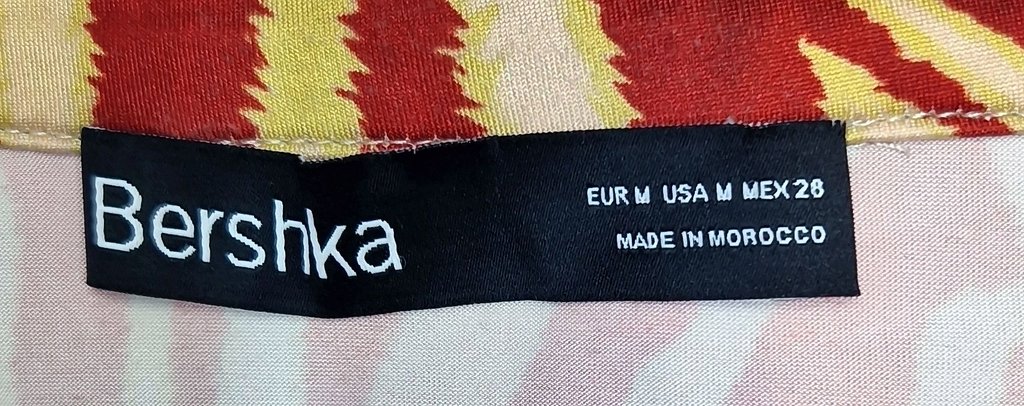 Bershka
EUR M USA M MEX 28
MADE IN MOROCCO